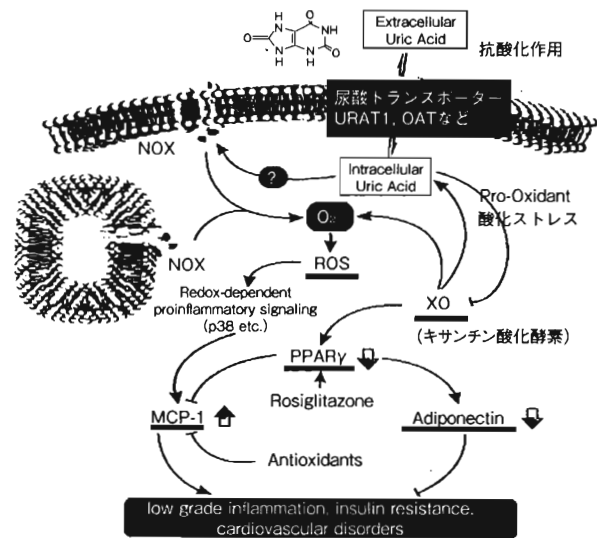 Extracellular
Uric Acid
抗酸化作用
O
HN
NH
O
N
H
N
H
O
尿酸トランスポーター
URAT1, OATなど
NOX
?
Intracellular
Uric Acid
Pro-Oxidant
酸化ストレス
O₂
NOX
ROS
Redox-dependent
proinflammatory signaling
(p38 etc.)
XO
(キサンチン酸化酵素)
PPARγ
Rosiglitazone
MCP-1
Adiponectin
Antioxidants
low grade inflammation, insulin resistance,
cardiovascular disorders